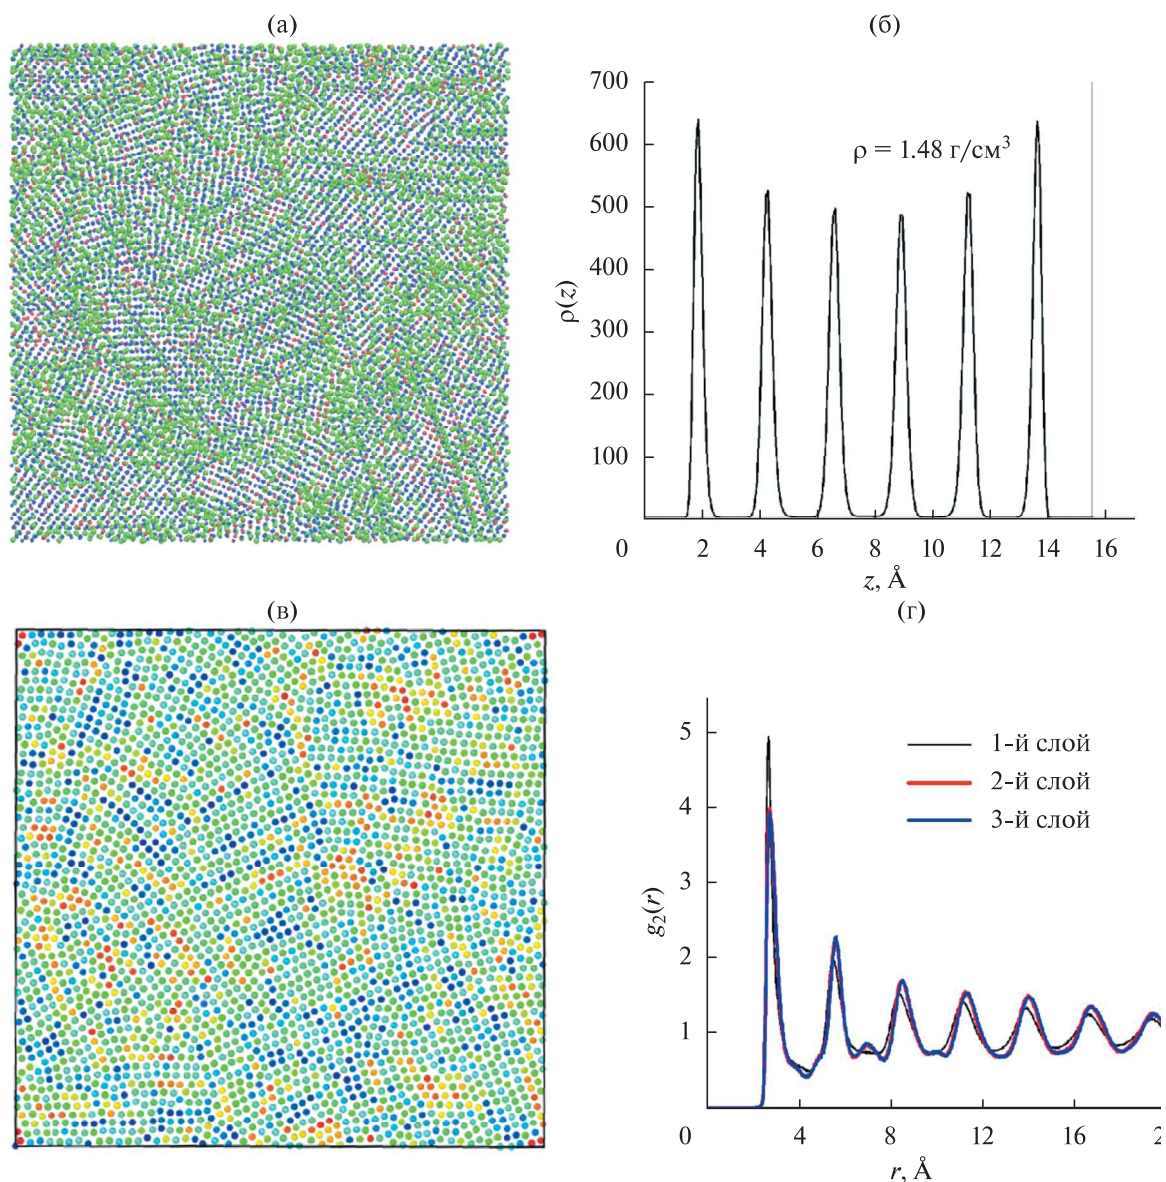 (а)
(б)
700
600
500
400
300
200
100
0
ρ(z)
ρ = 1.48 г/см³
2 4 6 8 10 12 14 16
z, Å
(в)
(г)
5
4
3
2
1
0
g₂(r)
1-й слой
2-й слой
3-й слой
4 8 12 16 2
r, Å